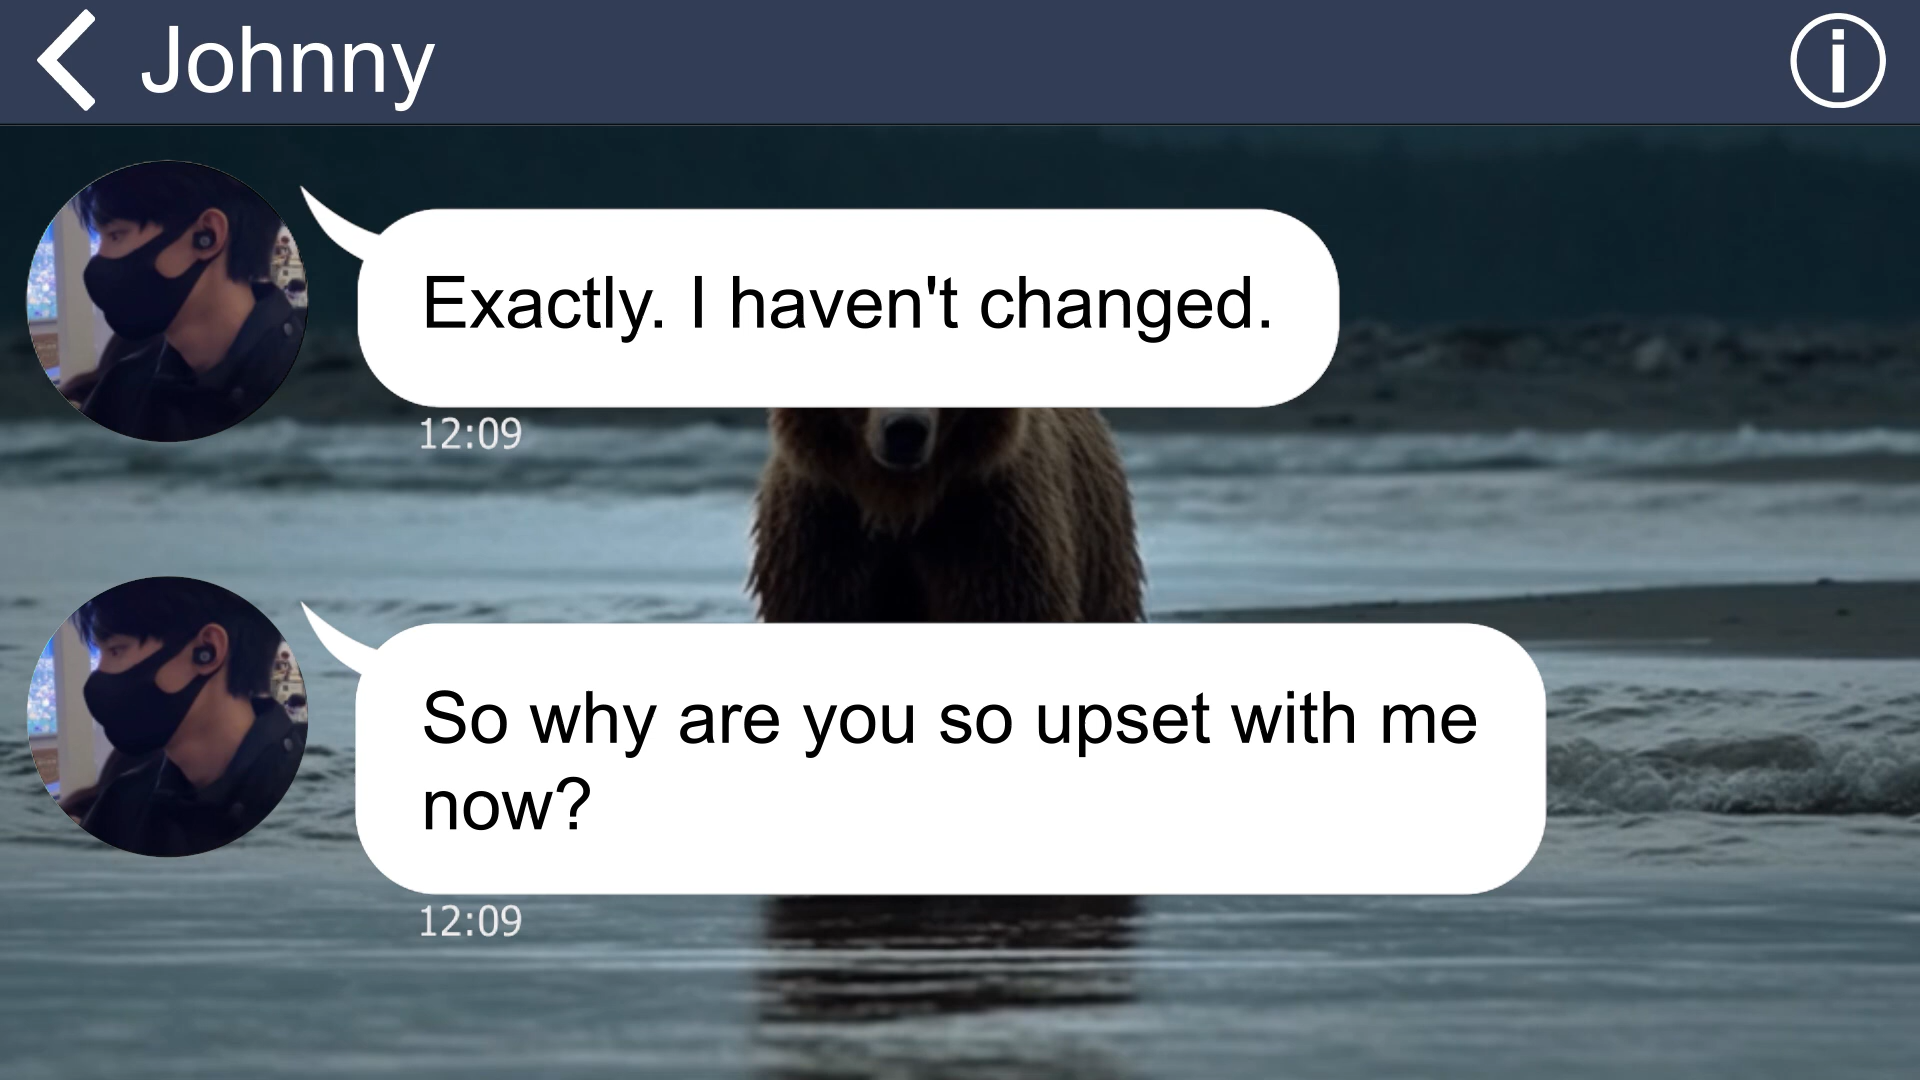 Johnny
Exactly. I haven't changed.
12:09
So why are you so upset with me
now?
12:09